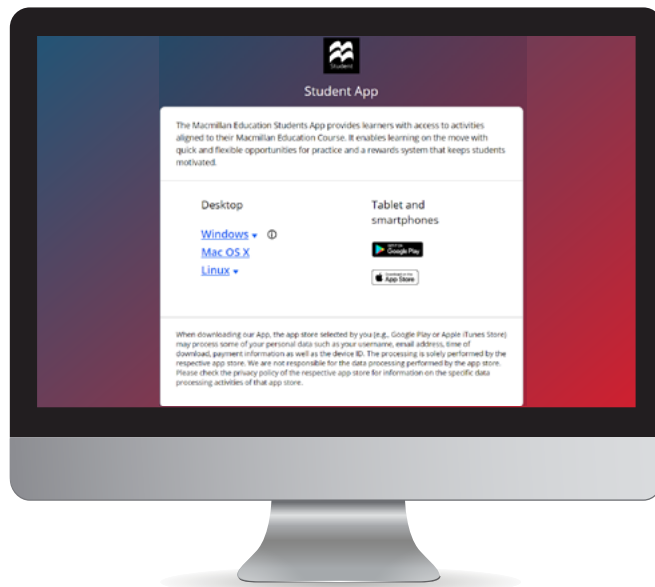 Student
Student App
The Macmillan Education Students App provides learners with access to activities
aligned to their Macmillan Education Course. It enables learning on the move with
quick and flexible opportunities for practice and a rewards system that keeps students
motivated.
Desktop
Windows
Mac OS X
Linux
Tablet and
smartphones
GET IT ON
Google Play
Download on the
App Store
When downloading our App, the app store selected by you (e.g., Google Play or Apple iTunes Store)
may process some of your personal data such as your username, email address, time of
download, payment information as well as the device ID. The processing is solely performed by the
respective app store. We are not responsible for the data processing performed by the app store.
Please check the privacy policy of the respective app store for information on the specific data
processing activities of that app store.